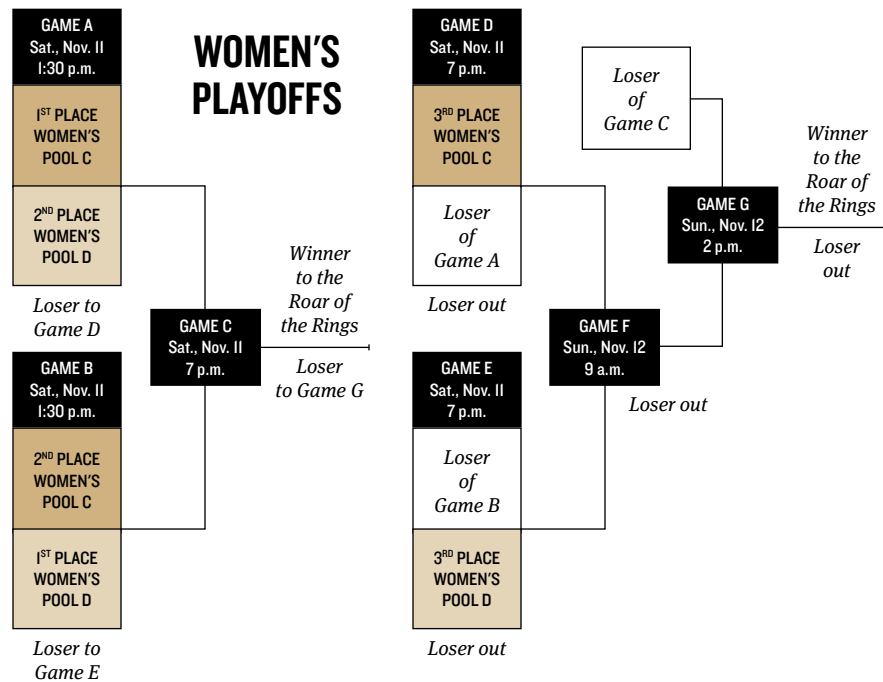 WOMEN'S
PLAYOFFS
GAME A
Sat., Nov. 11
1:30 p.m.
1ST PLACE
WOMEN'S
POOL C
2ND PLACE
WOMEN'S
POOL D
Loser to
Game D
GAME B
Sat., Nov. 11
1:30 p.m.
2ND PLACE
WOMEN'S
POOL C
1ST PLACE
WOMEN'S
POOL D
Loser to
Game E
GAME C
Sat., Nov. 11
7 p.m.
Winner
to the
Roar of
the Rings
Loser
to Game G
GAME D
Sat., Nov. 11
7 p.m.
3RD PLACE
WOMEN'S
POOL C
Loser
of
Game A
Loser out
GAME E
Sat., Nov. 11
7 p.m.
Loser
of
Game B
3RD PLACE
WOMEN'S
POOL D
Loser out
GAME F
Sun., Nov. 12
9 a.m.
Loser out
Loser
of
Game C
GAME G
Sun., Nov. 12
2 p.m.
Winner
to the
Roar of
the Rings
Loser
out